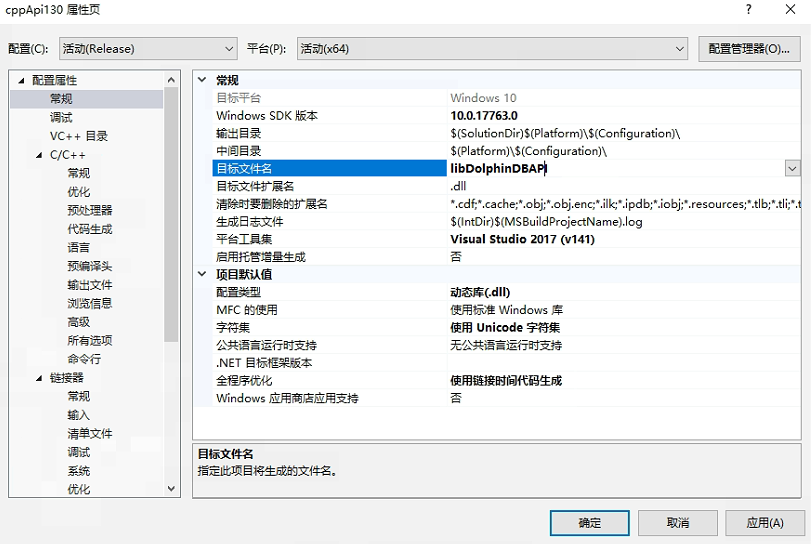 cppApi130 属性页
? ×
配置(C): 活动(Release) 平台(P): 活动(x64) 配置管理器(O)...
配置属性
常规
调试
VC++ 目录
C/C++
常规
优化
预处理器
代码生成
语言
预编译头
输出文件
浏览信息
高级
所有选项
命令行
链接器
常规
输入
清单文件
调试
系统
优化
常规
目标平台 Windows 10
Windows SDK 版本 10.0.17763.0
输出目录 $(SolutionDir)$(Platform)\$(Configuration)\
中间目录 $(Platform)\$(Configuration)\
目标文件名 libDolphinDBAPI
目标文件扩展名 .dll
清除时要删除的扩展名 *.cdf;*.cache;*.obj;*.obj.enc;*.ilk;*.ipdb;*.iobj;*.resources;*.tlb;*.tli;*.t
生成日志文件 $(IntDir)$(MSBuildProjectName).log
平台工具集 Visual Studio 2017 (v141)
启用托管增量生成 否
项目默认值
配置类型 动态库(.dll)
MFC 的使用 使用标准 Windows 库
字符集 使用 Unicode 字符集
公共语言运行时支持 无公共语言运行时支持
.NET 目标框架版本
全程序优化 使用链接时间代码生成
Windows 应用商店应用支持 否
目标文件名
指定此项目将生成的文件名。
确定 取消 应用(A)